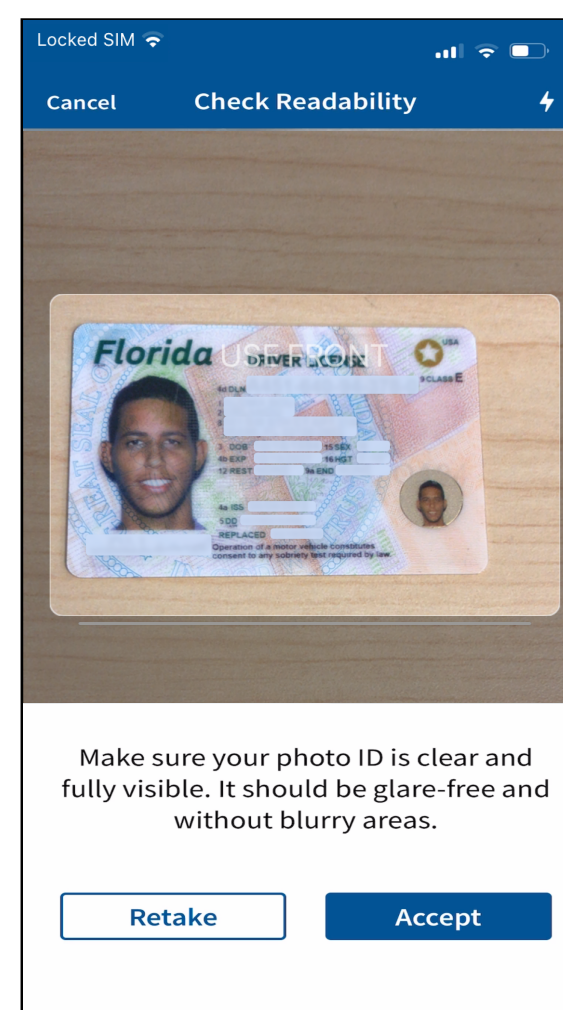 Locked SIM
Cancel
Check Readability
Florida
USE FRONT
DRIVER LICENSE
USA
4d DLN
9 CLASS E
1
2
8
3 DOB
15 SEX
4b EXP
16 HGT
12 REST
9a END
4a ISS
5 DD
REPLACED
Operation of a motor vehicle constitutes
consent to any sobriety test required by law.
Make sure your photo ID is clear and
fully visible. It should be glare-free and
without blurry areas.
Retake
Accept